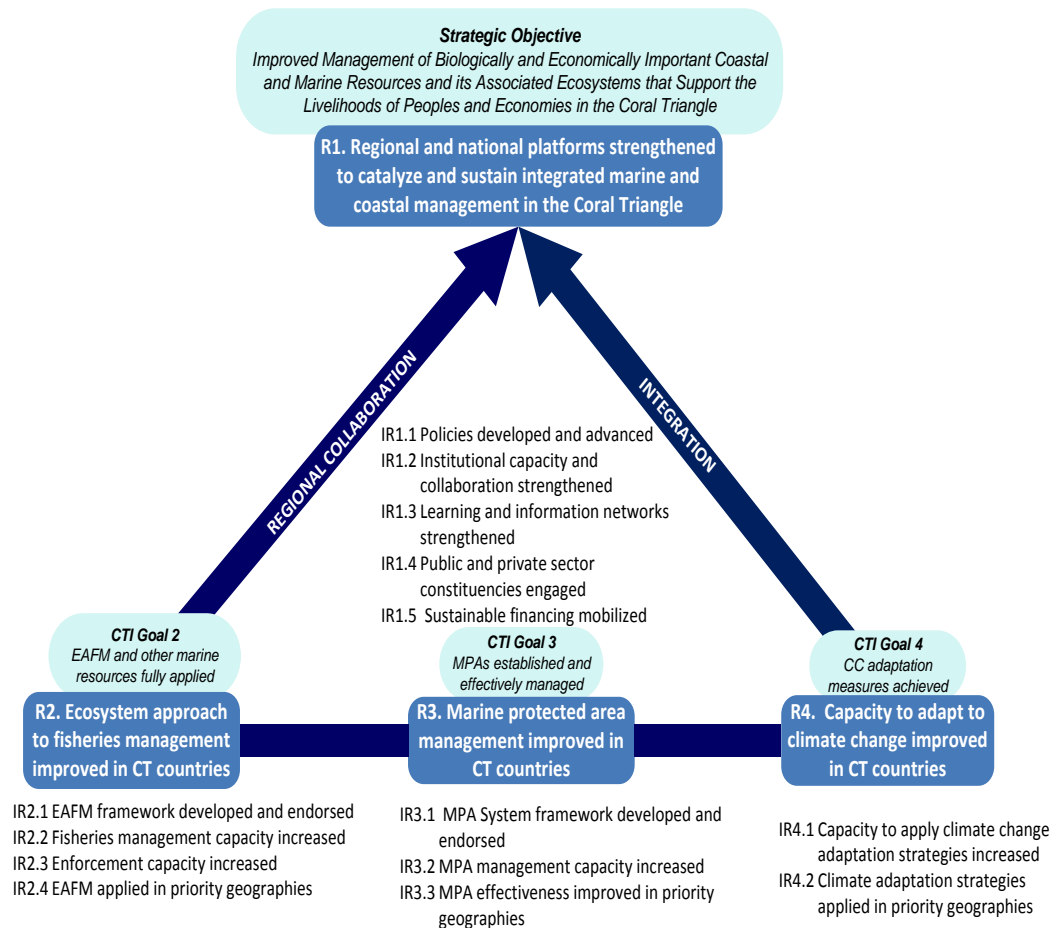 Strategic Objective
Improved Management of Biologically and Economically Important Coastal
and Marine Resources and its Associated Ecosystems that Support the
Livelihoods of Peoples and Economies in the Coral Triangle
R1. Regional and national platforms strengthened
to catalyze and sustain integrated marine and
coastal management in the Coral Triangle
REGIONAL COLLABORATION
INTEGRATION
IR1.1 Policies developed and advanced
IR1.2 Institutional capacity and
collaboration strengthened
IR1.3 Learning and information networks
strengthened
IR1.4 Public and private sector
constituencies engaged
IR1.5 Sustainable financing mobilized
CTI Goal 2
EAFM and other marine
resources fully applied
R2. Ecosystem approach
to fisheries management
improved in CT countries
IR2.1 EAFM framework developed and endorsed
IR2.2 Fisheries management capacity increased
IR2.3 Enforcement capacity increased
IR2.4 EAFM applied in priority geographies
CTI Goal 3
MPAs established and
effectively managed
R3. Marine protected area
management improved in
CT countries
IR3.1 MPA System framework developed and
endorsed
IR3.2 MPA management capacity increased
IR3.3 MPA effectiveness improved in priority
geographies
CTI Goal 4
CC adaptation
measures achieved
R4. Capacity to adapt to
climate change improved
in CT countries
IR4.1 Capacity to apply climate change
adaptation strategies increased
IR4.2 Climate adaptation strategies
applied in priority geographies